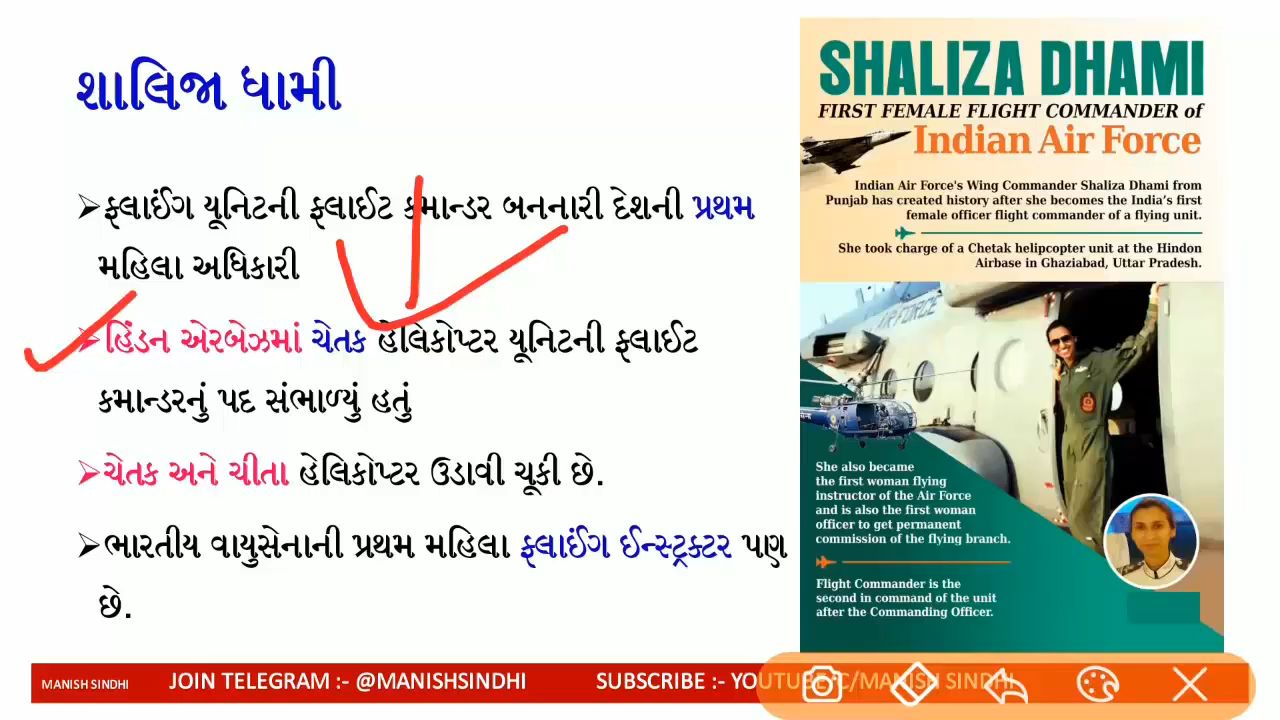 શાલિજા ધામી
➢ફ્લાઈંગ યૂનિટની ફ્લાઈટ કમાન્ડર બનનારી દેશની પ્રથમ
મહિલા અધિકારી
➢હિંડન એરબેઝમાં ચેતક હેલિકોપ્ટર યૂનિટની ફ્લાઈટ
કમાન્ડરનું પદ સંભાળ્યું હતું
➢ચેતક અને ચીતા હેલિકોપ્ટર ઉડાવી ચૂકી છે.
➢ભારતીય વાયુસેનાની પ્રથમ મહિલા ફ્લાઈંગ ઈન્સ્ટ્રક્ટર પણ
છે.
SHALIZA DHAMI
FIRST FEMALE FLIGHT COMMANDER of
Indian Air Force
Indian Air Force's Wing Commander Shaliza Dhami from
Punjab has created history after she becomes the India's first
female officer flight commander of a flying unit.
She took charge of a Chetak helipcopter unit at the Hindon
Airbase in Ghaziabad, Uttar Pradesh.
AIR FORCE
She also became
the first woman flying
instructor of the Air Force
and is also the first woman
officer to get permanent
commission of the flying branch.
Flight Commander is the
second in command of the unit
after the Commanding Officer.
MANISH SINDHI JOIN TELEGRAM :- @MANISHSINDHI SUBSCRIBE :- YOUTUBE/C/MANISH SINDHI